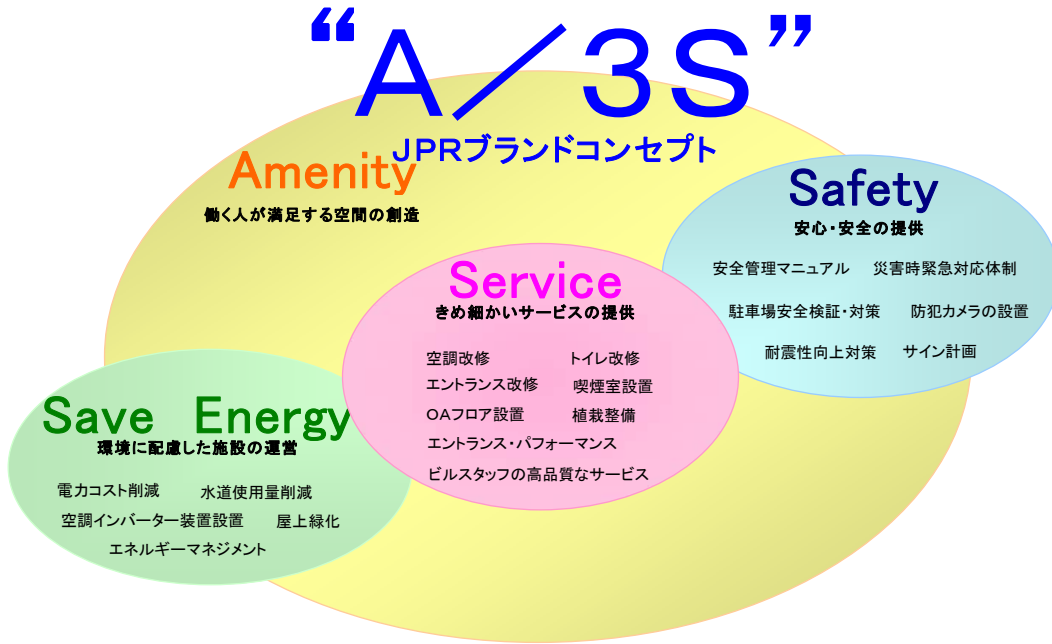 “A／3S”
JPRブランドコンセプト
Amenity
働く人が満足する空間の創造
Safety
安心・安全の提供
安全管理マニュアル 災害時緊急対応体制
駐車場安全検証・対策 防犯カメラの設置
耐震性向上対策 サイン計画
Service
きめ細かいサービスの提供
空調改修 トイレ改修
エントランス改修 喫煙室設置
OAフロア設置 植栽整備
エントランス・パフォーマンス
ビルスタッフの高品質なサービス
Save Energy
環境に配慮した施設の運営
電力コスト削減 水道使用量削減
空調インバーター装置設置 屋上緑化
エネルギーマネジメント